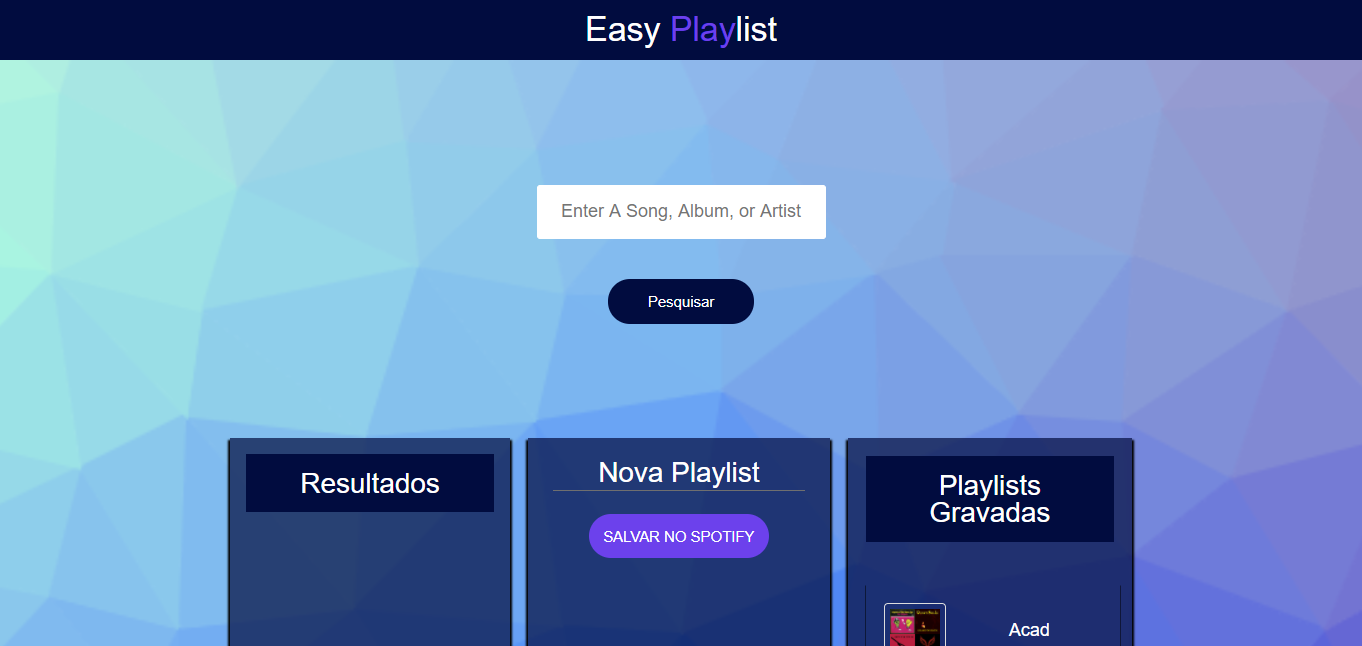 Easy Playlist
Enter A Song, Album, or Artist
Pesquisar
Resultados
Nova Playlist
SALVAR NO SPOTIFY
Playlists
Gravadas
Acad